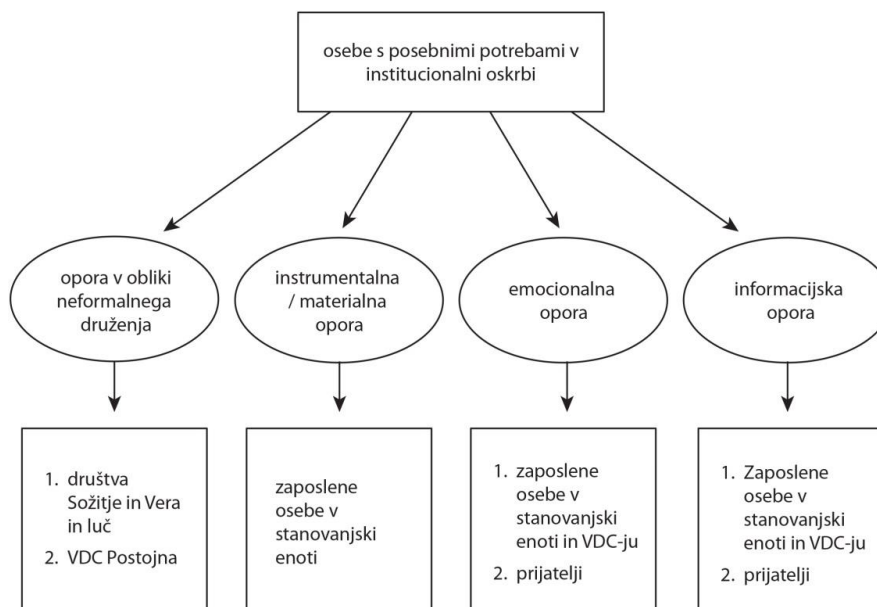 osebe s posebnimi potrebami v
institucionalni oskrbi
opora v obliki
neformalnega
druženja
instrumentalna
/ materialna
opora
emocionalna
opora
informacijska
opora
1. društva
Sožitje in Vera
in luč
2. VDC Postojna
zaposlene
osebe v
stanovanjski
enoti
1. zaposlene
osebe v
stanovanjski
enoti in VDC-ju
2. prijatelji
1. Zaposlene
osebe v
stanovanjski
enoti in VDC-ju
2. prijatelji